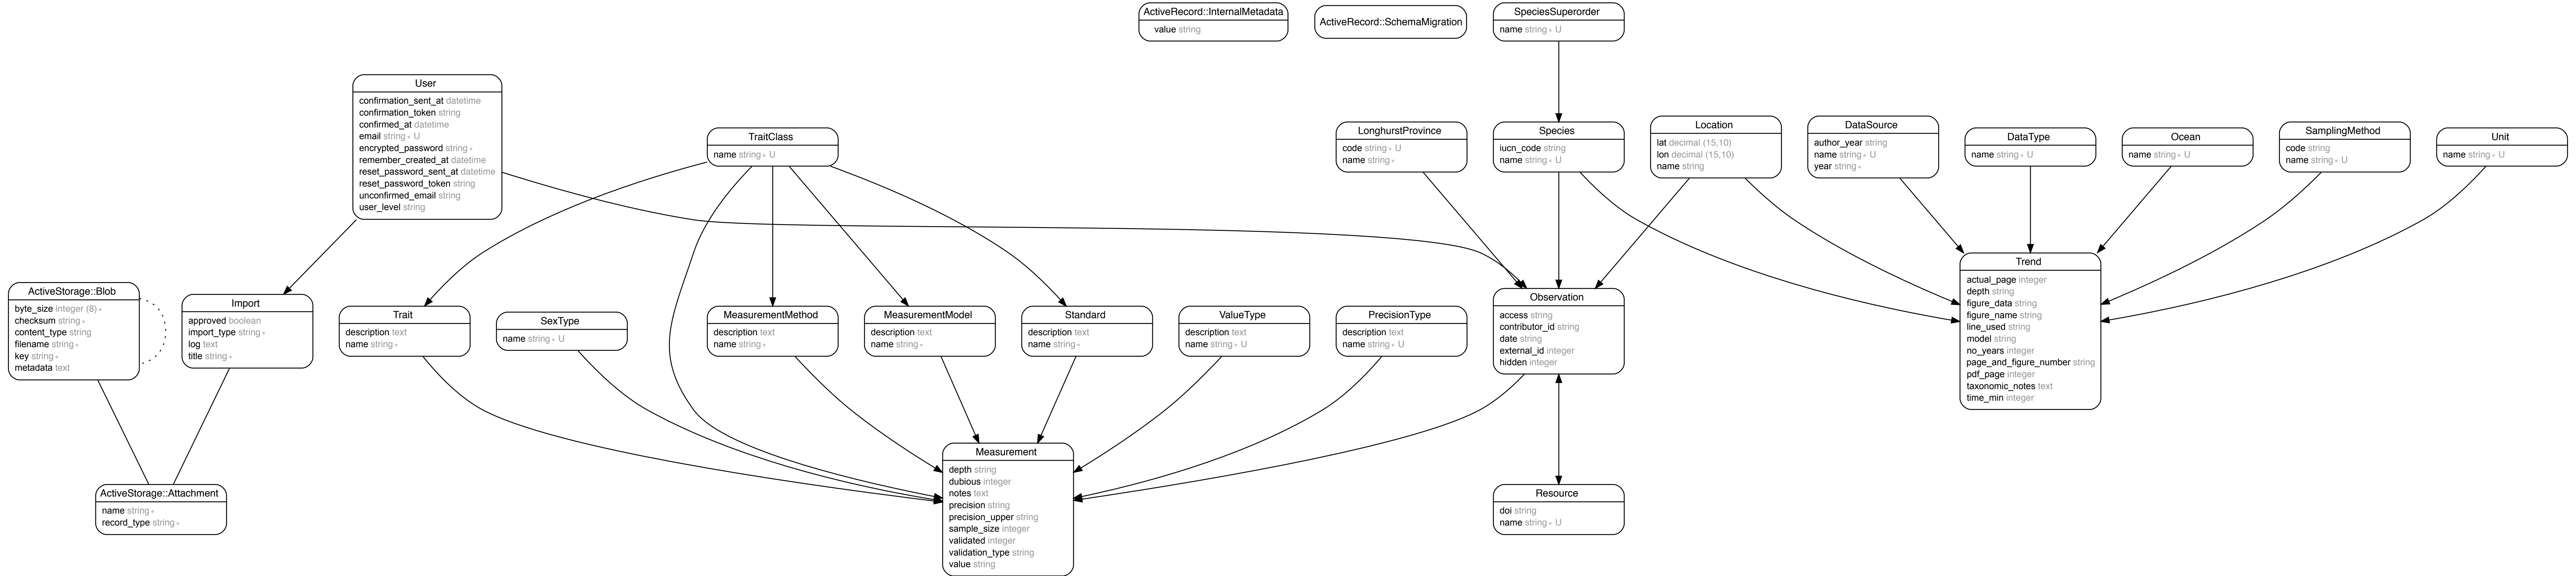 ActiveRecord::InternalMetadata
value string
ActiveRecord::SchemaMigration
SpeciesSuperorder
name string∗ U
User
confirmation_sent_at datetime
confirmation_token string
confirmed_at datetime
email string∗ U
encrypted_password string∗
remember_created_at datetime
reset_password_sent_at datetime
reset_password_token string
unconfirmed_email string
user_level string
TraitClass
name string∗ U
LonghurstProvince
code string∗ U
name string∗
Species
iucn_code string
name string∗ U
Location
lat decimal (15,10)
lon decimal (15,10)
name string
DataSource
author_year string
name string∗ U
year string∗
DataType
name string∗ U
Ocean
name string∗ U
SamplingMethod
code string
name string∗ U
Unit
name string∗ U
ActiveStorage::Blob
byte_size integer (8)∗
checksum string∗
content_type string
filename string∗
key string∗
metadata text
Import
approved boolean
import_type string∗
log text
title string∗
Trait
description text
name string∗
SexType
name string∗ U
MeasurementMethod
description text
name string∗
MeasurementModel
description text
name string∗
Standard
description text
name string∗
ValueType
description text
name string∗ U
PrecisionType
description text
name string∗ U
Observation
access string
contributor_id string
date string
external_id integer
hidden integer
Trend
actual_page integer
depth string
figure_data string
figure_name string
line_used string
model string
no_years integer
page_and_figure_number string
pdf_page integer
taxonomic_notes text
time_min integer
Measurement
depth string
dubious integer
notes text
precision string
precision_upper string
sample_size integer
validated integer
validation_type string
value string
ActiveStorage::Attachment
name string∗
record_type string∗
Resource
doi string
name string∗ U